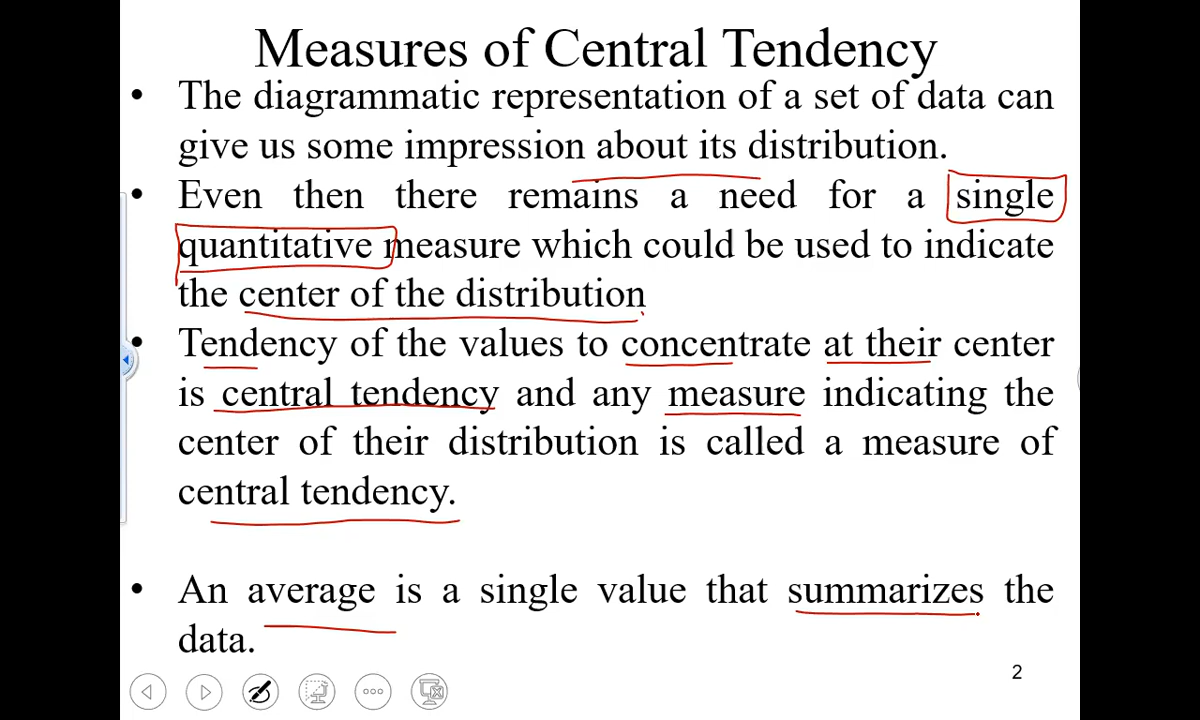 Measures of Central Tendency
• The diagrammatic representation of a set of data can
give us some impression about its distribution.
• Even then there remains a need for a single
quantitative measure which could be used to indicate
the center of the distribution
• Tendency of the values to concentrate at their center
is central tendency and any measure indicating the
center of their distribution is called a measure of
central tendency.
• An average is a single value that summarizes the
data.
2